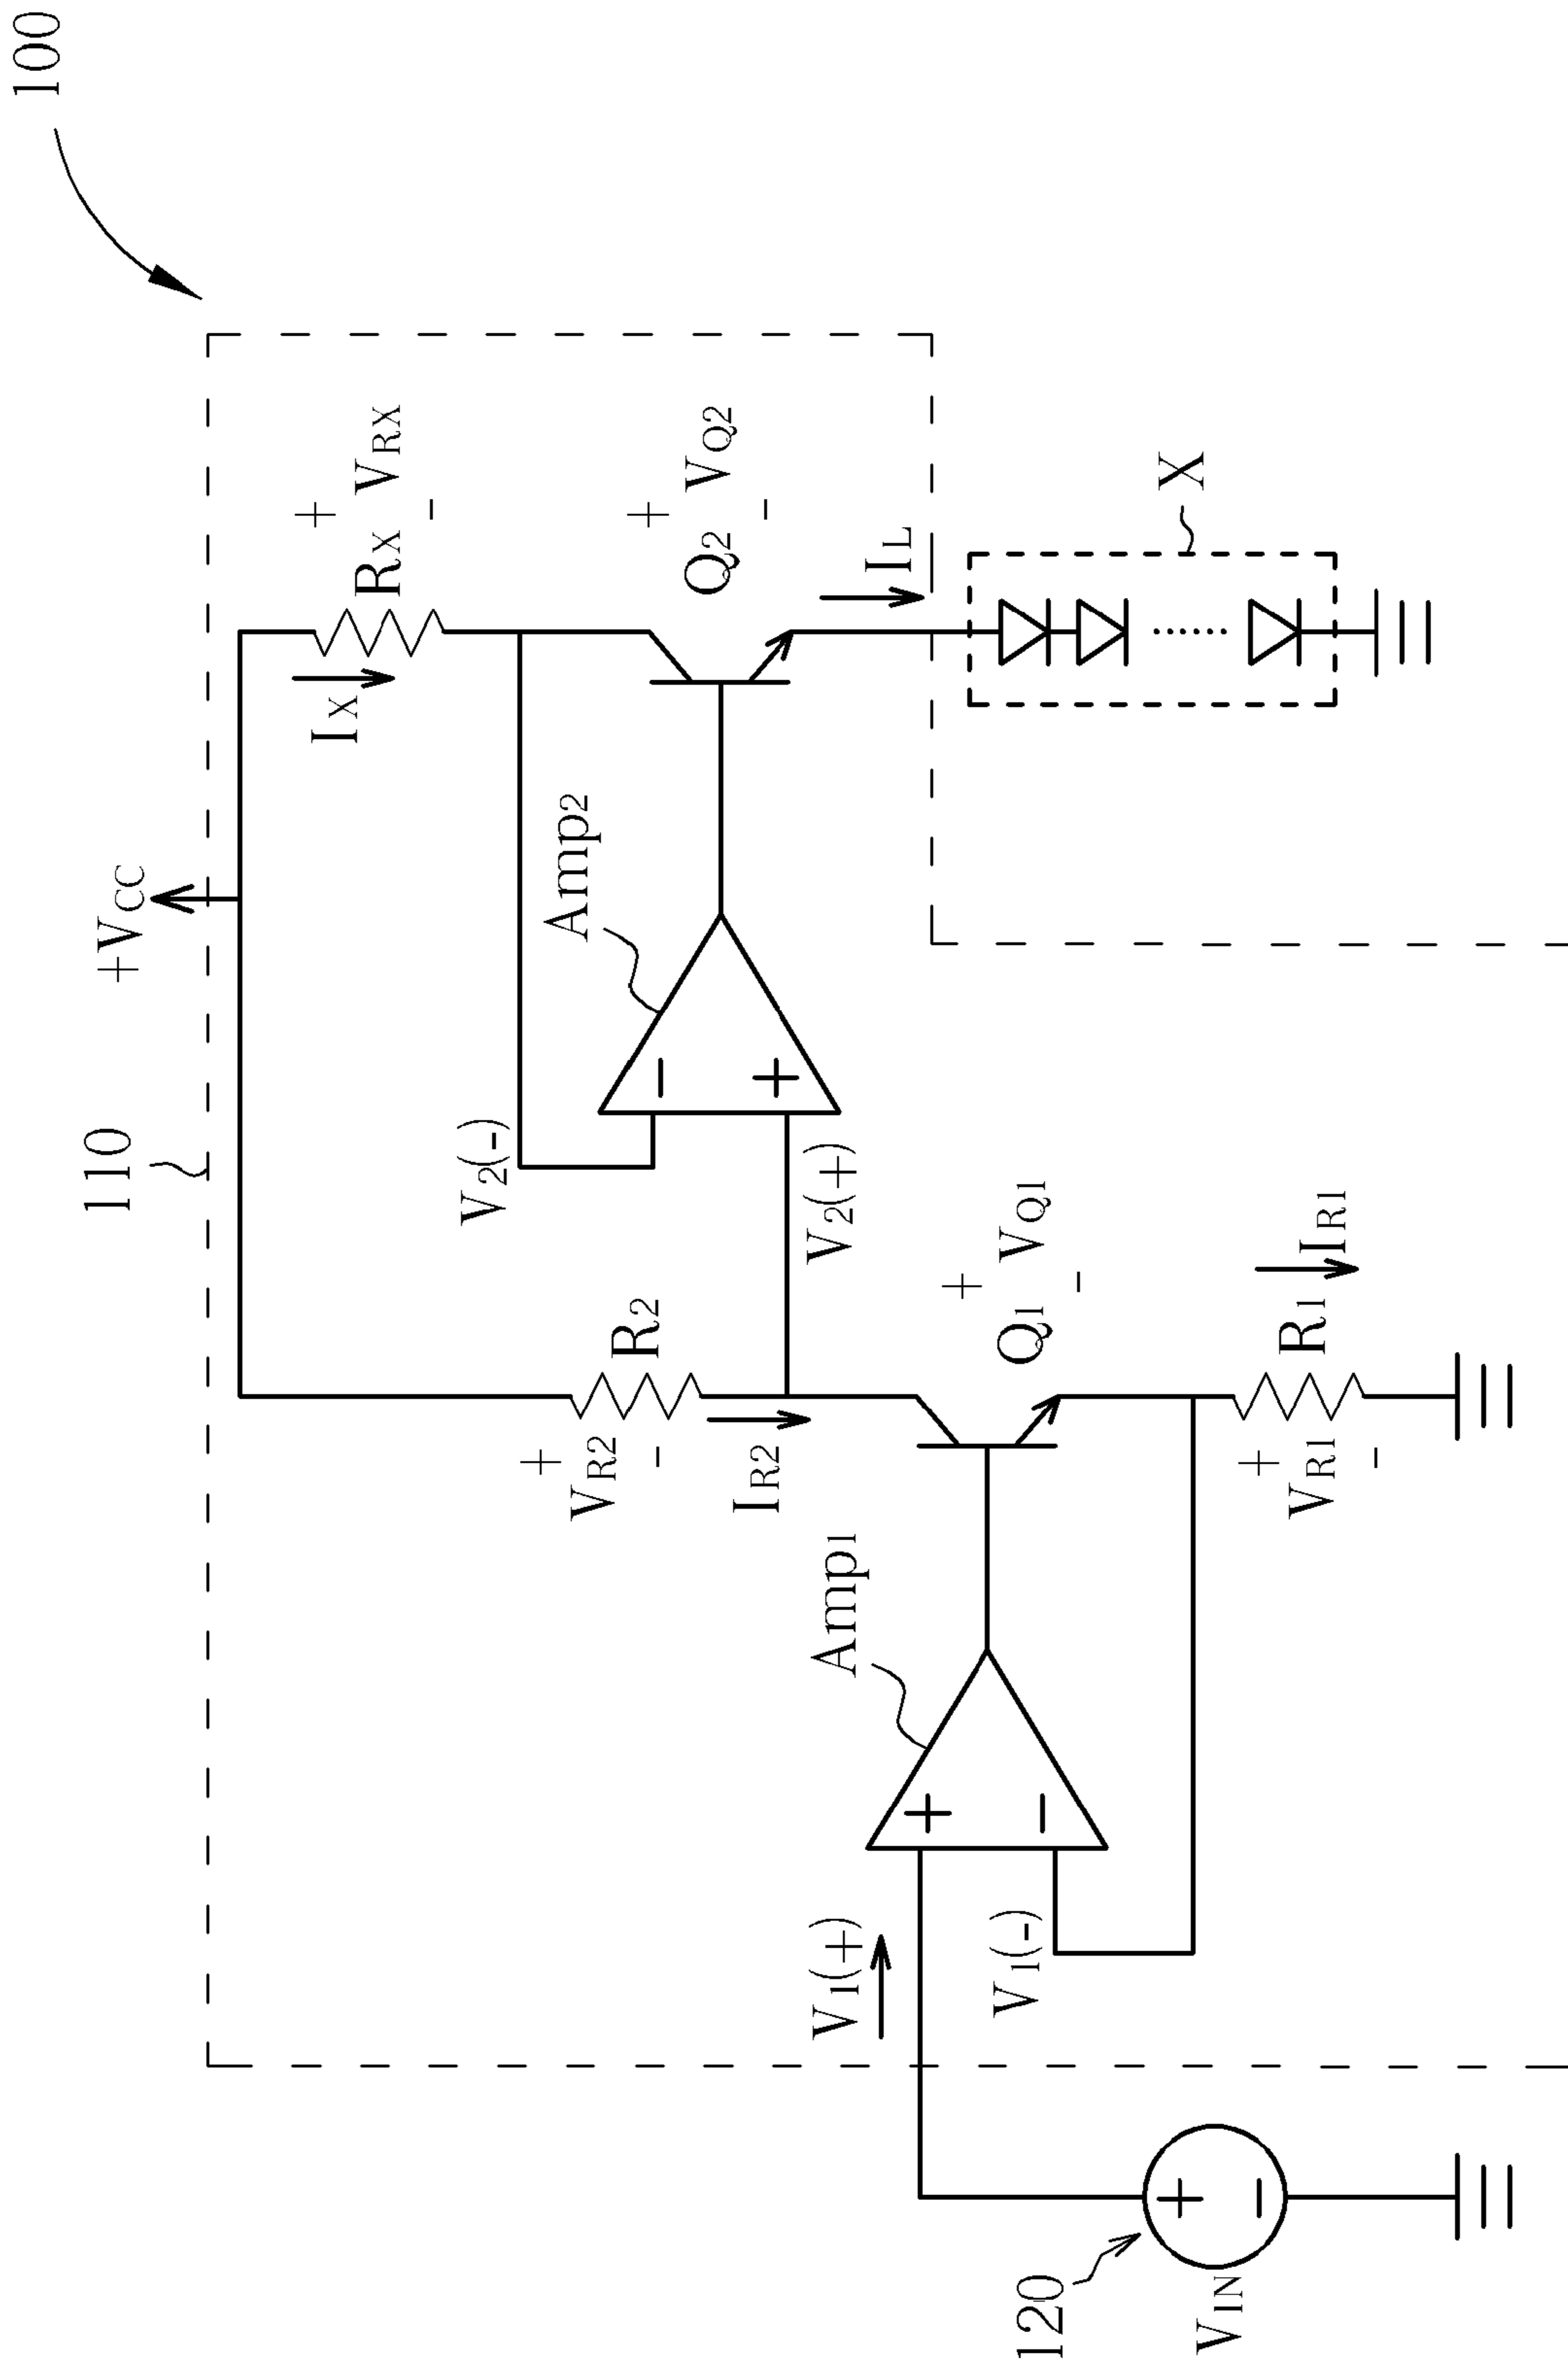 100
110
+VCC
IX
RX
+
VRX
-
V2(-)
Amp2
Q2
+
VQ2
-
IL
X
R2
+
VR2
-
IR2
V2(+)
-
+
Amp1
Q1
+
VQ1
-
V1(+)
V1(-)
+
-
R1
+
VR1
-
IR1
120
VIN
+
-